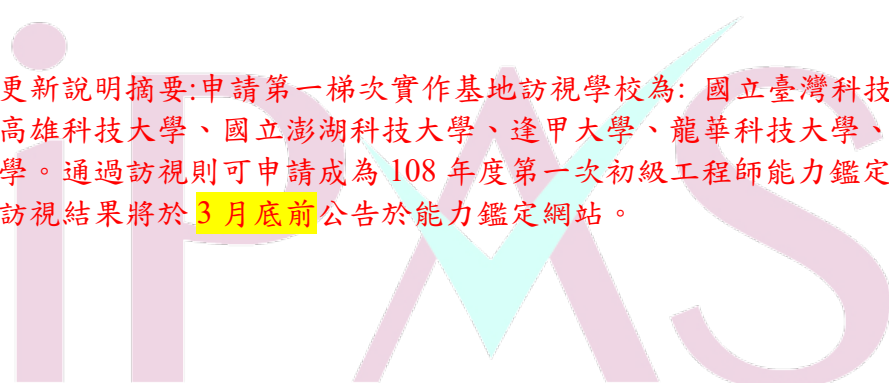 更新說明摘要:申請第一梯次實作基地訪視學校為: 國立臺灣科技
高雄科技大學、國立澎湖科技大學、逢甲大學、龍華科技大學、
學。通過訪視則可申請成為 108 年度第一次初級工程師能力鑑定
訪視結果將於 3 月底前公告於能力鑑定網站。
iPAS